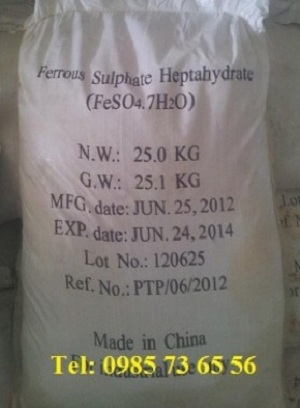 Ferrous Sulphate Heptahydrate
(FeSO4.7H2O)
N.W.: 25.0 KG
G.W.: 25.1 KG
MFG. date: JUN. 25, 2012
EXP. date: JUN. 24, 2014
Lot No.: 120625
Ref. No.: PTP/06/2012
Made in China
Tel: 0985 73 65 56